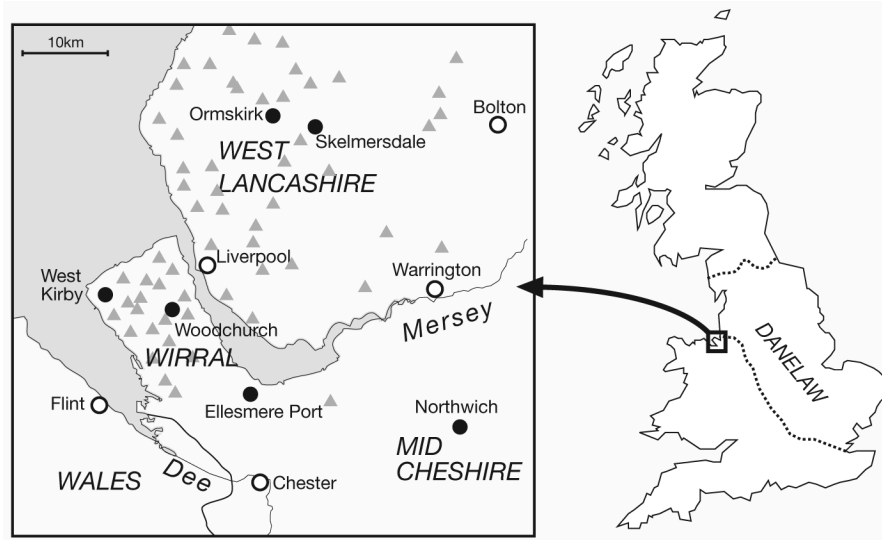 10km
Bolton
Ormskirk
Skelmersdale
WEST
LANCASHIRE
Liverpool
West
Kirby
Warrington
Mersey
Woodchurch
WIRRAL
Flint
Ellesmere Port
Northwich
MID
CHESHIRE
WALES
Dee
Chester
DANELAW